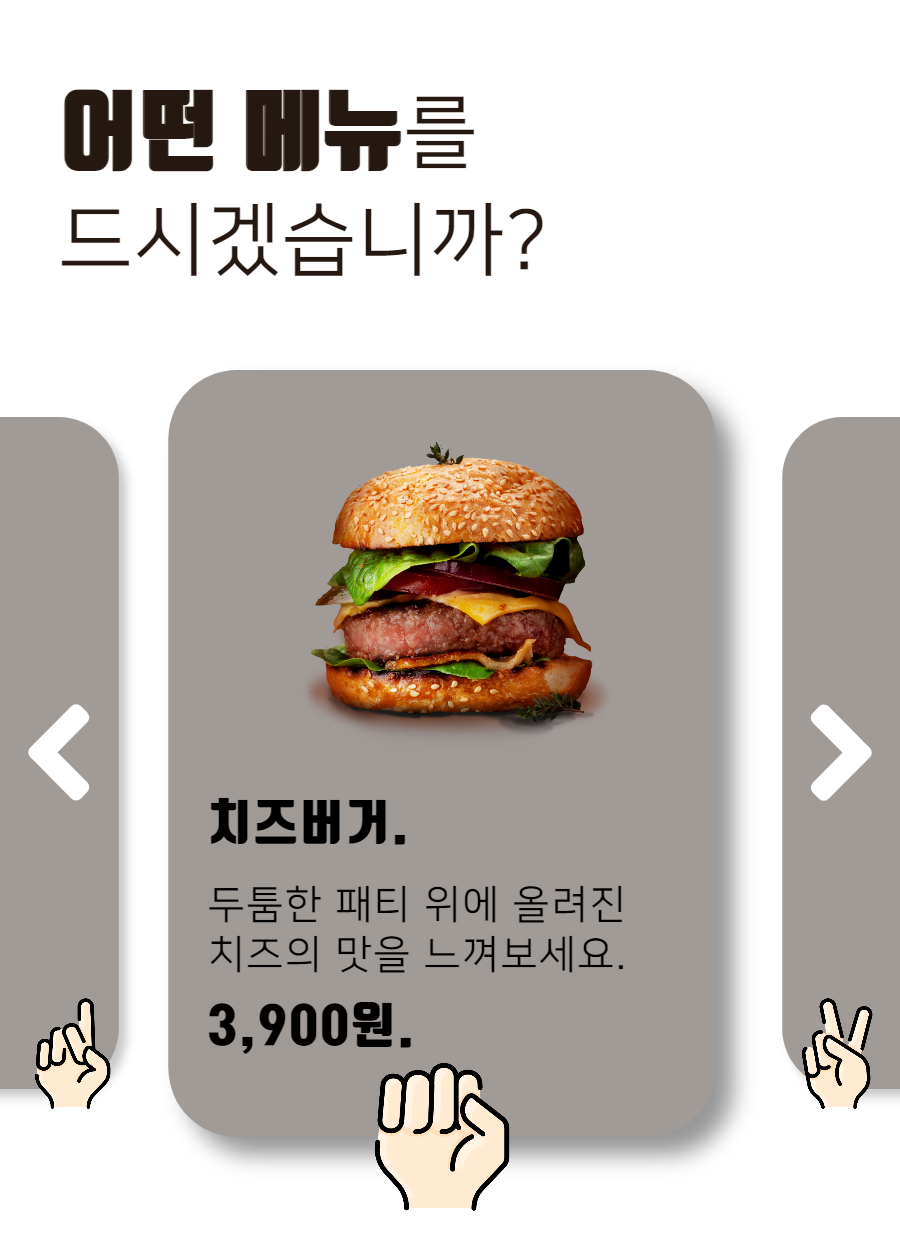 어떤 메뉴를
드시겠습니까?
치즈버거.
두툼한 패티 위에 올려진
치즈의 맛을 느껴보세요.
3,900원.